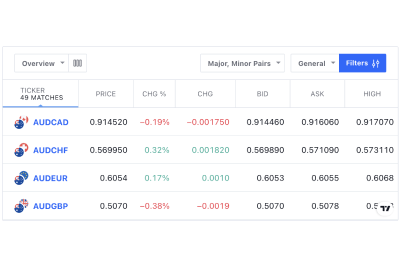 Overview Major, Minor Pairs General Filters
TICKER PRICE CHG % CHG BID ASK HIGH
49 MATCHES
AUDCAD 0.914520 −0.19% −0.001750 0.914460 0.916060 0.917070
AUDCHF 0.569950 0.32% 0.001820 0.569890 0.571090 0.573110
AUDEUR 0.6054 0.17% 0.0010 0.6053 0.6055 0.6068
AUDGBP 0.5070 −0.38% −0.0019 0.5070 0.5078